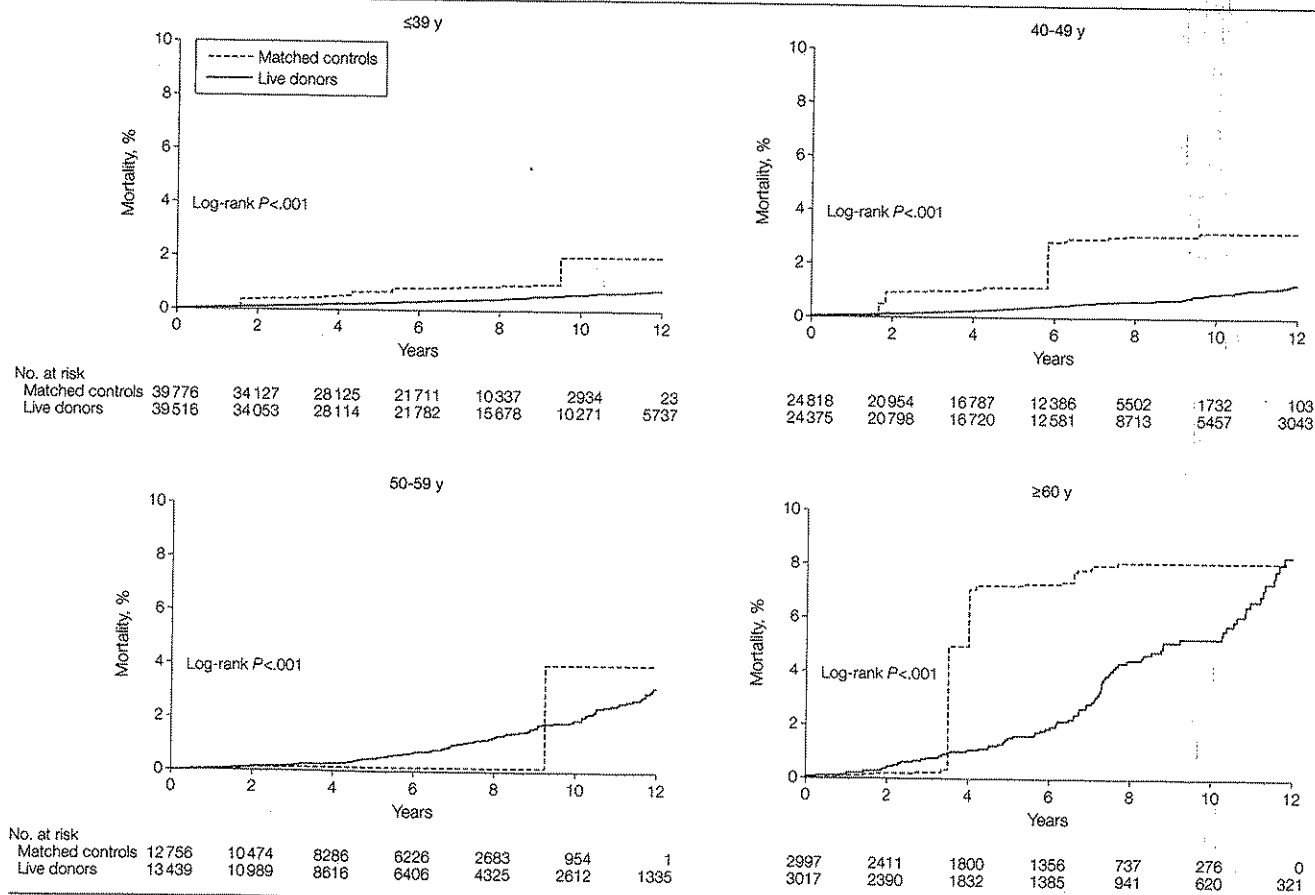 ≤39 y
10
8
6
4
2
0
Mortality, %
Matched controls
Live donors
Log-rank P<.001
0 2 4 6 8 10 12
Years
No. at risk
Matched controls 39776 34127 28125 21711 10337 2934 23
Live donors 39516 34053 28114 21782 15678 10271 5737
40-49 y
10
8
6
4
2
0
Mortality, %
Log-rank P<.001
0 2 4 6 8 10 12
Years
24818 20954 16787 12386 5502 1732 103
24375 20798 16720 12581 8713 5457 3043
50-59 y
10
8
6
4
2
0
Mortality, %
Log-rank P<.001
0 2 4 6 8 10 12
Years
No. at risk
Matched controls 12756 10474 8286 6226 2683 954 1
Live donors 13439 10989 8616 6406 4325 2612 1335
≥60 y
10
8
6
4
2
0
Mortality, %
Log-rank P<.001
0 2 4 6 8 10 12
Years
2997 2411 1800 1356 737 276 0
3017 2390 1832 1385 941 620 321